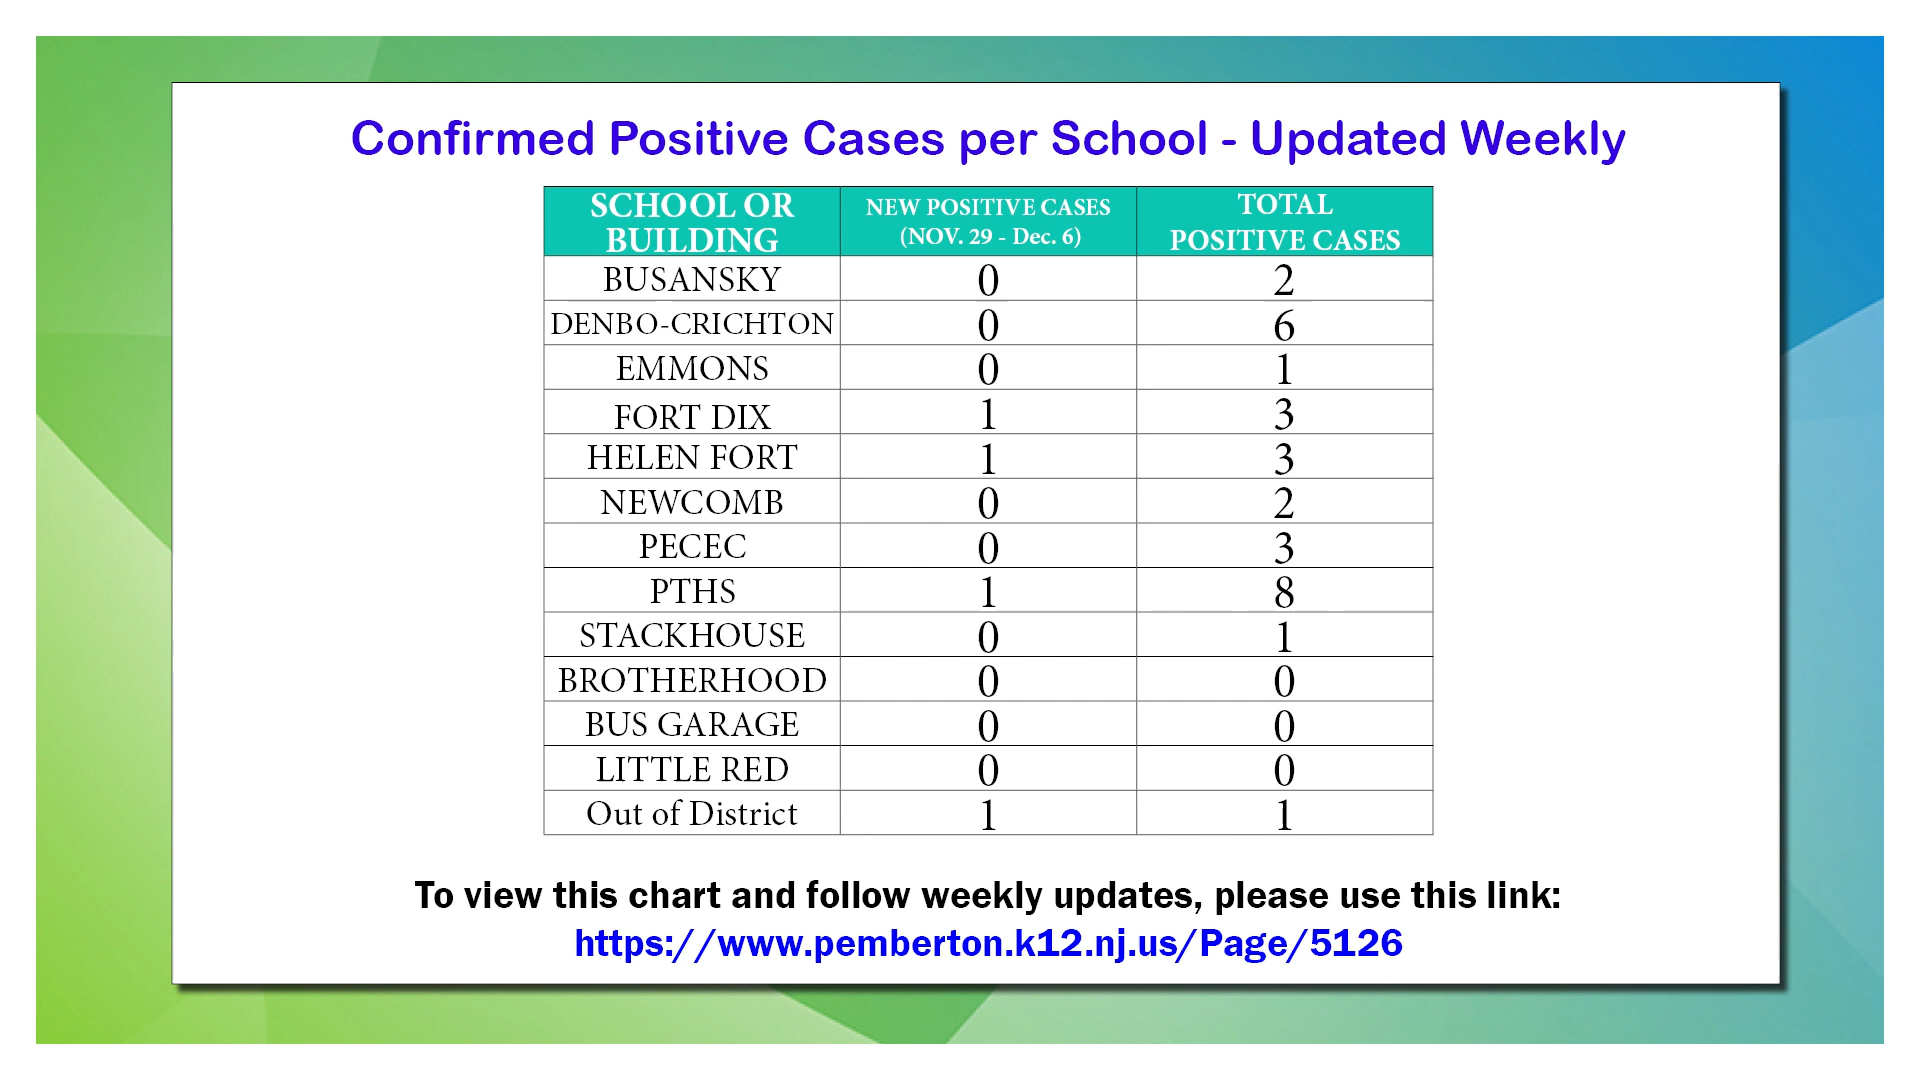 Confirmed Positive Cases per School - Updated Weekly
SCHOOL OR BUILDING NEW POSITIVE CASES (NOV. 29 - Dec. 6) TOTAL POSITIVE CASES
BUSANSKY 0 2
DENBO-CRICHTON 0 6
EMMONS 0 1
FORT DIX 1 3
HELEN FORT 1 3
NEWCOMB 0 2
PECEC 0 3
PTHS 1 8
STACKHOUSE 0 1
BROTHERHOOD 0 0
BUS GARAGE 0 0
LITTLE RED 0 0
Out of District 1 1
To view this chart and follow weekly updates, please use this link:
https://www.pemberton.k12.nj.us/Page/5126